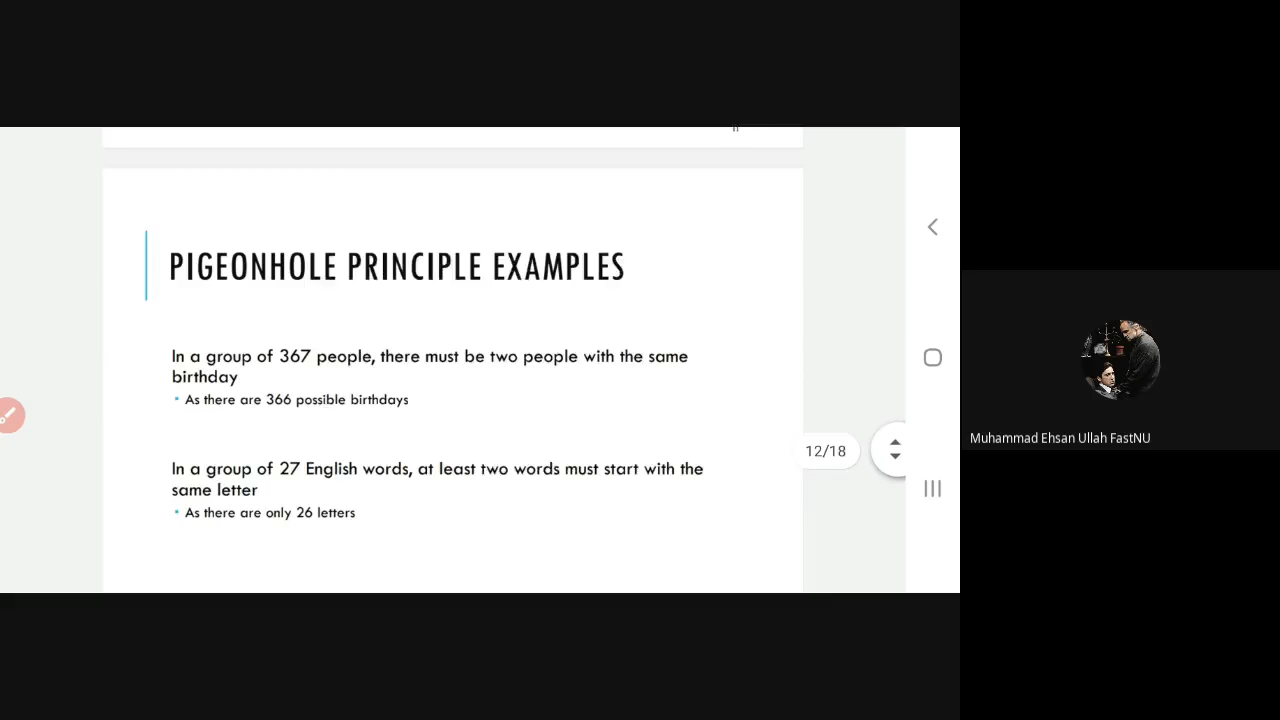 PIGEONHOLE PRINCIPLE EXAMPLES
In a group of 367 people, there must be two people with the same
birthday
• As there are 366 possible birthdays
In a group of 27 English words, at least two words must start with the
same letter
• As there are only 26 letters
12/18
Muhammad Ehsan Ullah FastNU